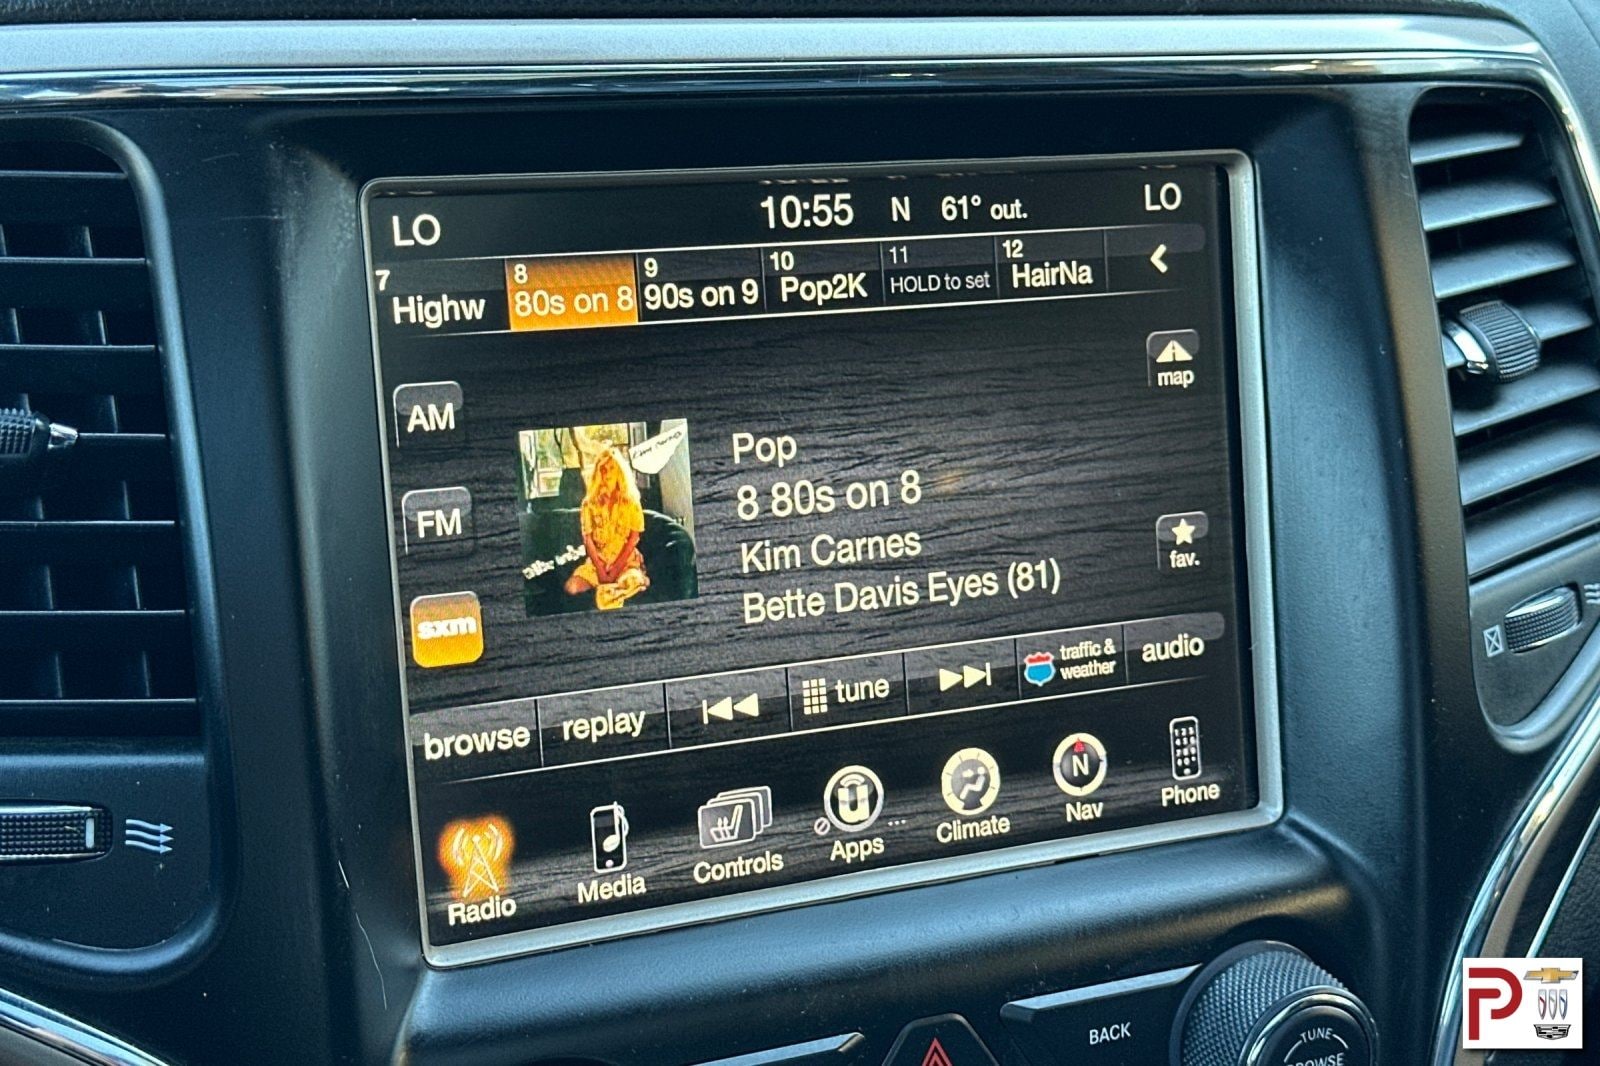 LO
10:55 N 61° out.
LO
7 Highw
8 80s on 8
9 90s on 9
10 Pop2K
11 HOLD to set
12 HairNa
map
AM
FM
sxm
Pop
8 80s on 8
Kim Carnes
Bette Davis Eyes (81)
fav.
browse
replay
tune
traffic &
weather
audio
Radio
Media
Controls
Apps ...
Climate
N
Nav
Phone
BACK
TUNE
BROWSE
P